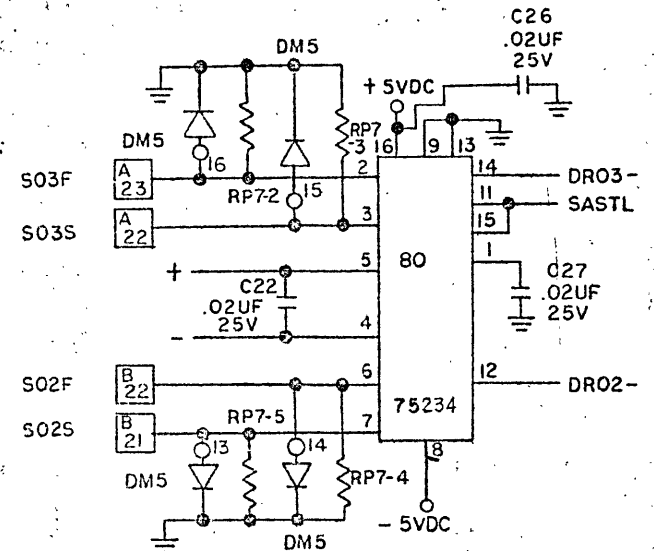 C26
.02UF
25V
DM5
+ 5VDC
DM5
16
RP7
-3
16
9
13
S03F
A
23
2
14
DR03-
RP7-2
15
11
SASTL
S03S
A
22
3
15
1
+
5
80
C22
.02UF
25V
C27
.02UF
25V
-
4
S02F
B
22
6
12
DR02-
RP7-5
7
75234
S02S
B
21
13
14
8
DM5
RP7-4
- 5VDC
DM5